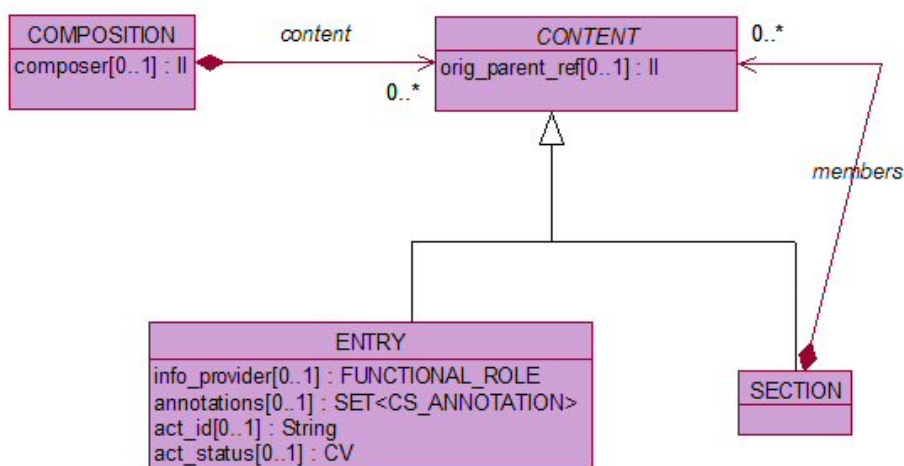 COMPOSITION
composer[0..1] : II
content
0..*
CONTENT
orig_parent_ref[0..1] : II
0..*
members
ENTRY
info_provider[0..1] : FUNCTIONAL_ROLE
annotations[0..1] : SET<CS_ANNOTATION>
act_id[0..1] : String
act_status[0..1] : CV
SECTION